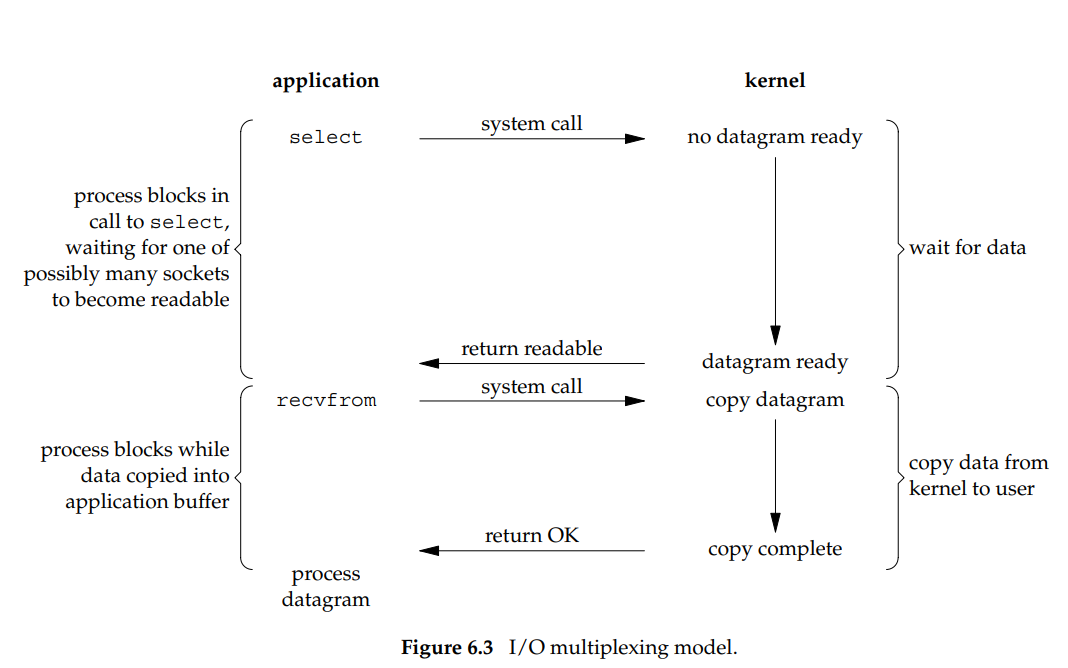 application
kernel
select
system call
no datagram ready
process blocks in
call to select,
waiting for one of
possibly many sockets
to become readable
wait for data
return readable
datagram ready
recvfrom
system call
copy datagram
process blocks while
data copied into
application buffer
copy data from
kernel to user
return OK
copy complete
process
datagram
Figure 6.3 I/O multiplexing model.